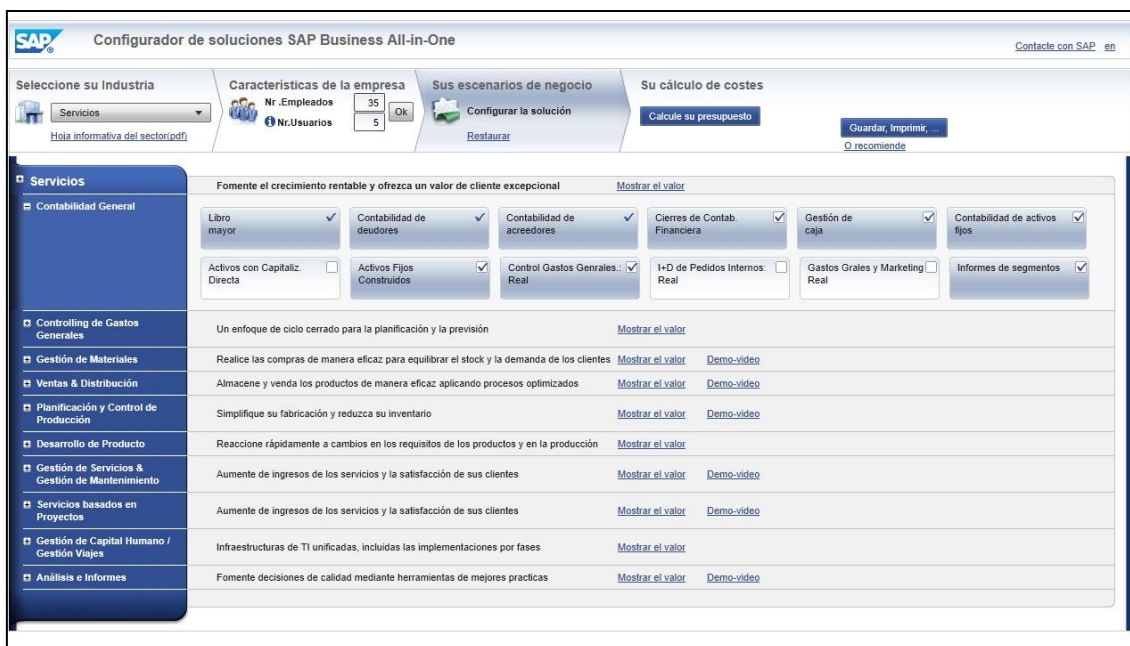 SAP
Configurador de soluciones SAP Business All-in-One
Contacte con SAP en
Seleccione su Industria
Servicios
Hoja informativa del sector(pdf)
Características de la empresa
Nr .Empleados 35
Nr.Usuarios 5
Ok
Sus escenarios de negocio
Configurar la solución
Restaurar
Su cálculo de costes
Calcule su presupuesto
Guardar, Imprimir, ...
O recomiende
Servicios
Fomente el crecimiento rentable y ofrezca un valor de cliente excepcional Mostrar el valor
Contabilidad General
Libro
mayor
Contabilidad de
deudores
Contabilidad de
acreedores
Cierres de Contab.
Financiera
Gestión de
caja
Contabilidad de activos
fijos
Activos con Capitaliz.
Directa
Activos Fijos
Construidos
Control Gastos Genrales.:
Real
I+D de Pedidos Internos:
Real
Gastos Grales y Marketing
Real
Informes de segmentos
Controlling de Gastos
Generales
Un enfoque de ciclo cerrado para la planificación y la previsión Mostrar el valor
Gestión de Materiales
Realice las compras de manera eficaz para equilibrar el stock y la demanda de los clientes Mostrar el valor Demo-video
Ventas & Distribución
Almacene y venda los productos de manera eficaz aplicando procesos optimizados Mostrar el valor Demo-video
Planificación y Control de
Producción
Simplifique su fabricación y reduzca su inventario Mostrar el valor Demo-video
Desarrollo de Producto
Reaccione rápidamente a cambios en los requisitos de los productos y en la producción Mostrar el valor
Gestión de Servicios &
Gestión de Mantenimiento
Aumente de ingresos de los servicios y la satisfacción de sus clientes Mostrar el valor Demo-video
Servicios basados en
Proyectos
Aumente de ingresos de los servicios y la satisfacción de sus clientes Mostrar el valor Demo-video
Gestión de Capital Humano /
Gestión Viajes
Infraestructuras de TI unificadas, incluidas las implementaciones por fases Mostrar el valor
Análisis e Informes
Fomente decisiones de calidad mediante herramientas de mejores practicas Mostrar el valor Demo-video